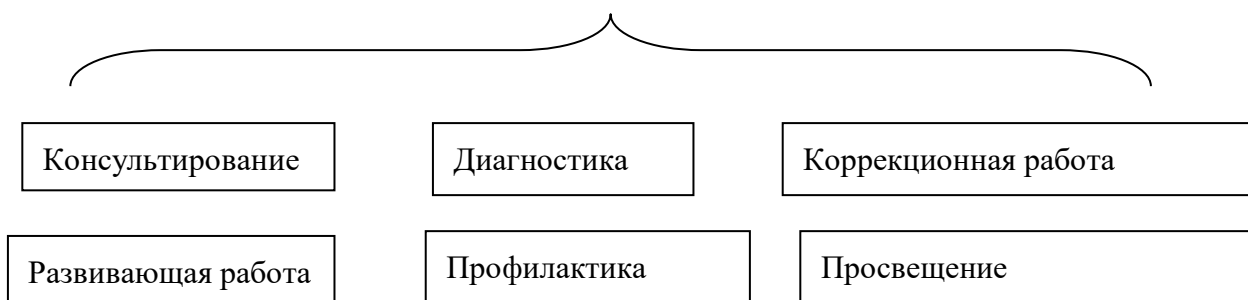 Консультирование
Диагностика
Коррекционная работа
Развивающая работа
Профилактика
Просвещение